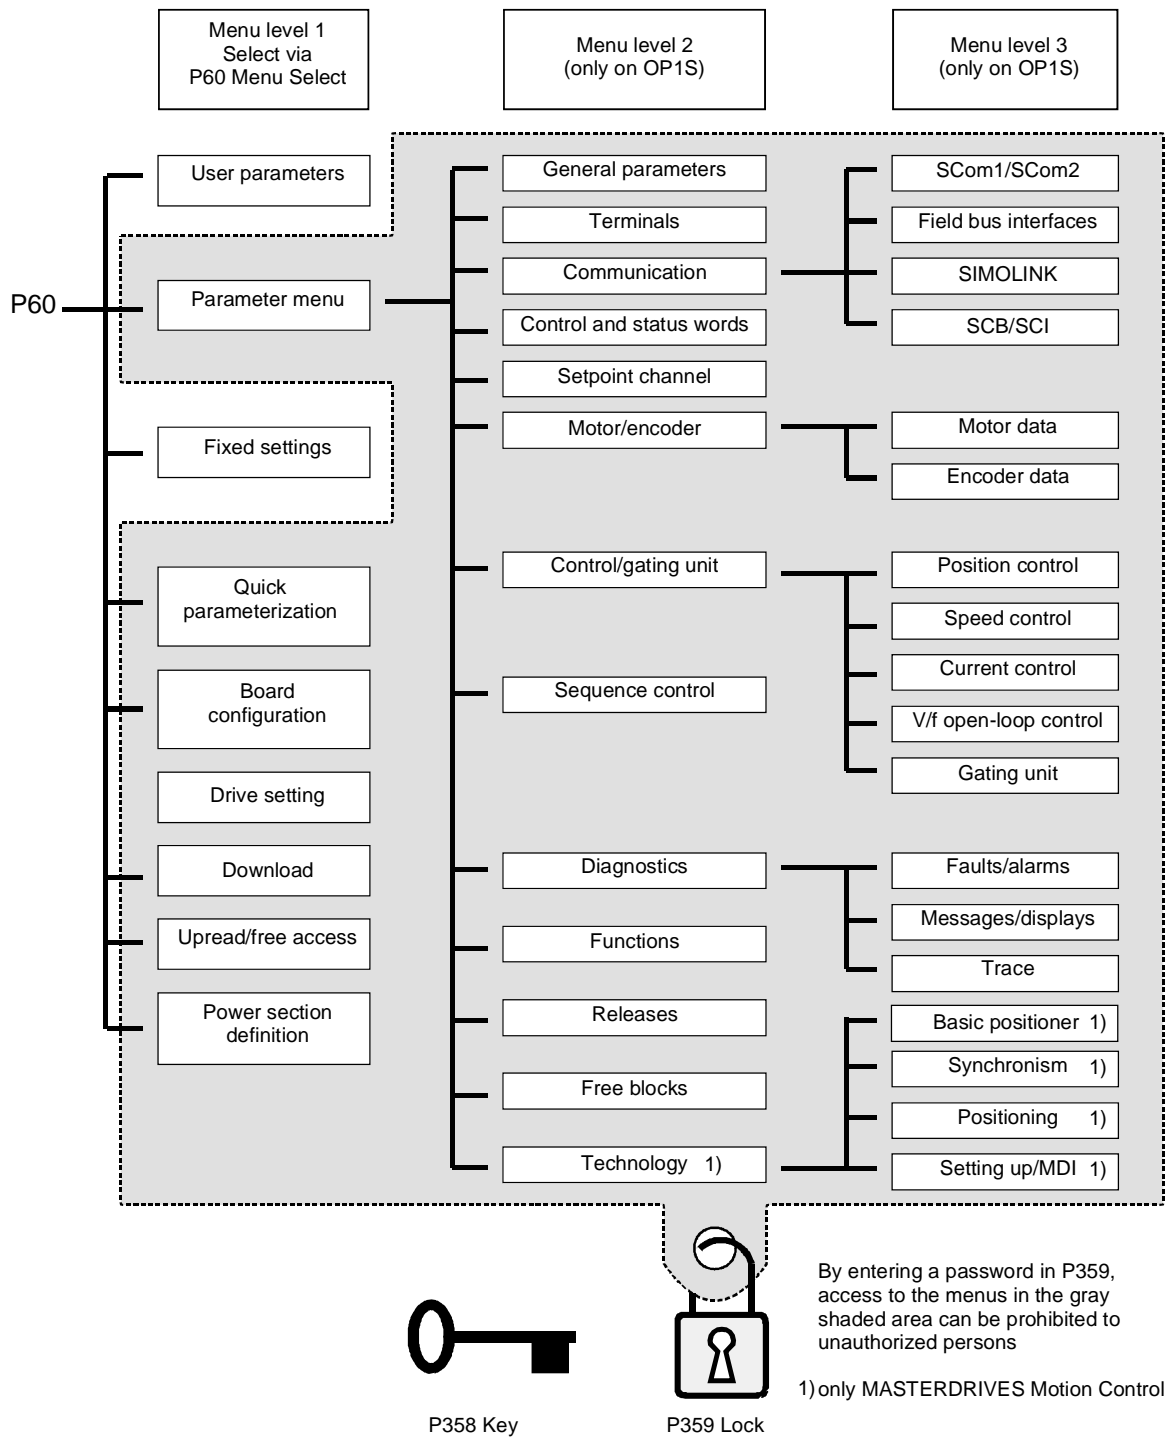 Menu level 1
Select via
P60 Menu Select
Menu level 2
(only on OP1S)
Menu level 3
(only on OP1S)
P60
User parameters
Parameter menu
Fixed settings
Quick
parameterization
Board
configuration
Drive setting
Download
Upread/free access
Power section
definition
General parameters
Terminals
Communication
Control and status words
Setpoint channel
Motor/encoder
Control/gating unit
Sequence control
Diagnostics
Functions
Releases
Free blocks
Technology 1)
SCom1/SCom2
Field bus interfaces
SIMOLINK
SCB/SCI
Motor data
Encoder data
Position control
Speed control
Current control
V/f open-loop control
Gating unit
Faults/alarms
Messages/displays
Trace
Basic positioner 1)
Synchronism 1)
Positioning 1)
Setting up/MDI 1)
By entering a password in P359,
access to the menus in the gray
shaded area can be prohibited to
unauthorized persons
1) only MASTERDRIVES Motion Control
P358 Key
P359 Lock